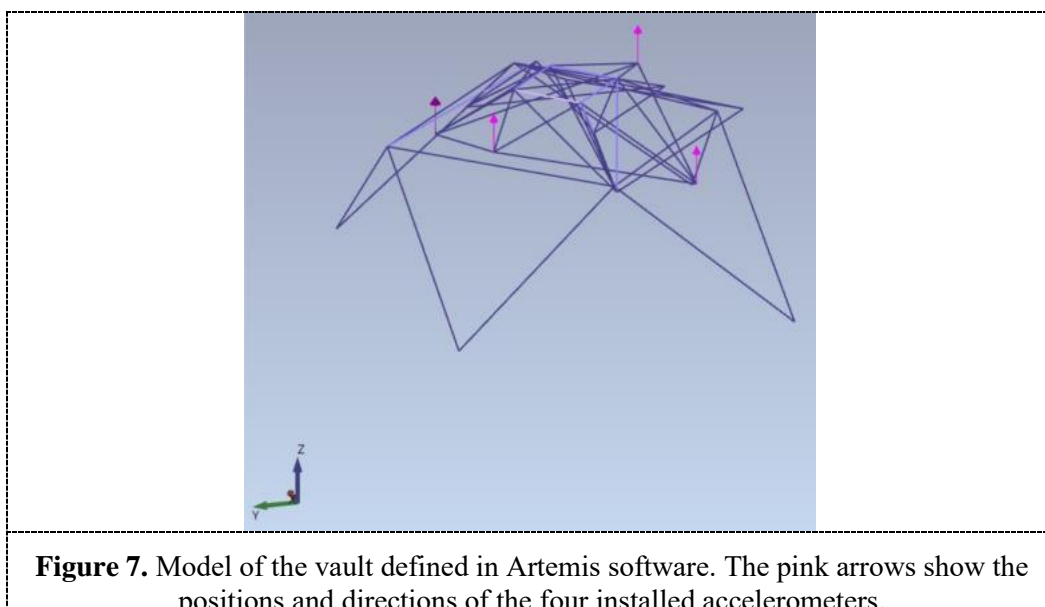 Z
Y
Figure 7. Model of the vault defined in Artemis software. The pink arrows show the
positions and directions of the four installed accelerometers